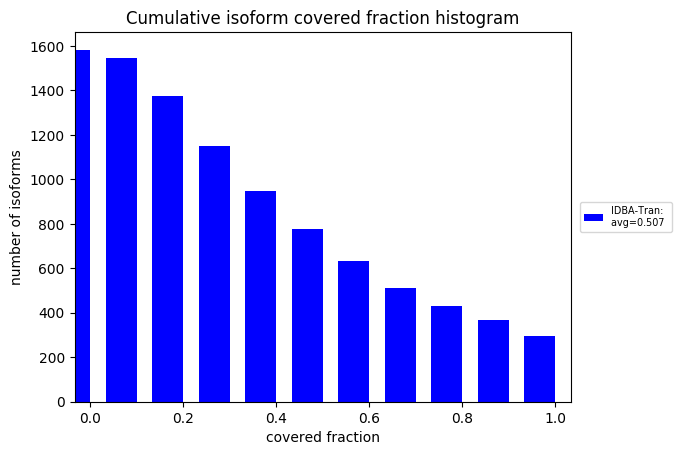 Cumulative isoform covered fraction histogram
number of isoforms
1600
1400
1200
1000
800
600
400
200
0
0.0 0.2 0.4 0.6 0.8 1.0
covered fraction
IDBA-Tran:
avg=0.507